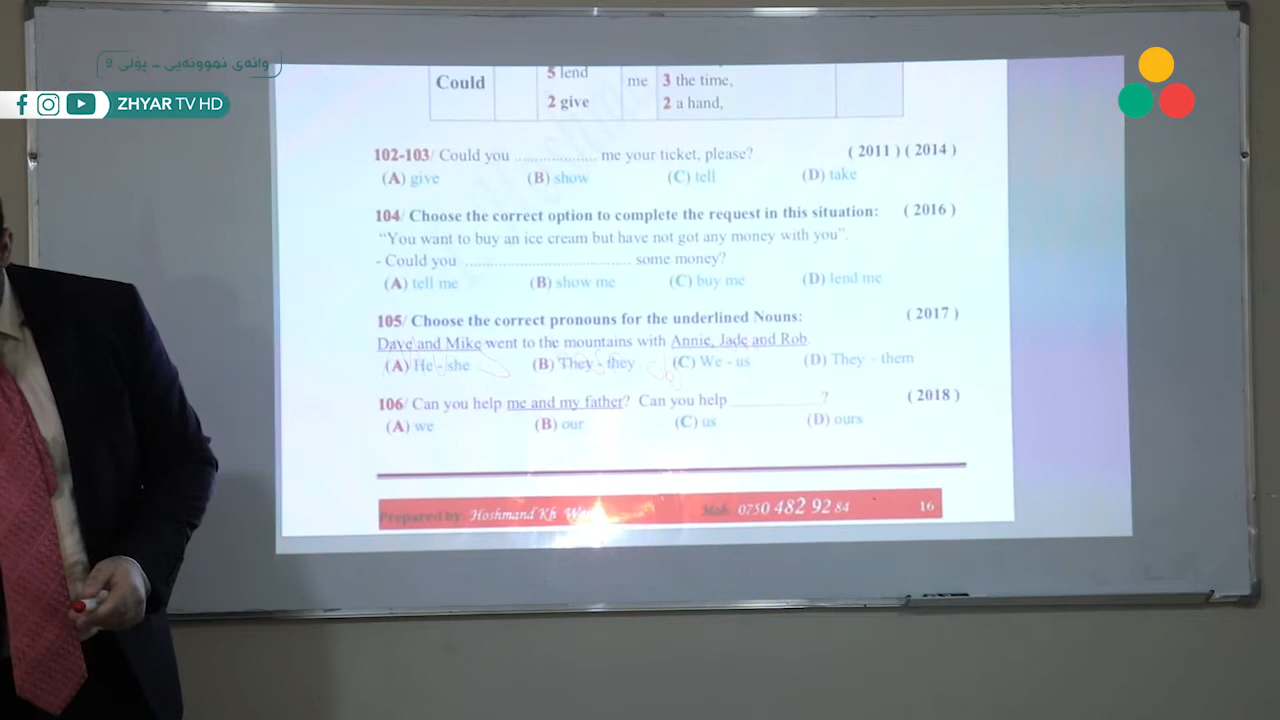 وانەی نموونەیی - پۆلی 9
ZHYAR TV HD
Could
5 lend
2 give
me
3 the time,
2 a hand,
102-103/ Could you .................. me your ticket, please? ( 2011 ) ( 2014 )
(A) give (B) show (C) tell (D) take
104/ Choose the correct option to complete the request in this situation: ( 2016 )
“You want to buy an ice cream but have not got any money with you”.
- Could you .................................... some money?
(A) tell me (B) show me (C) buy me (D) lend me
105/ Choose the correct pronouns for the underlined Nouns: ( 2017 )
Dave and Mike went to the mountains with Annie, Jade and Rob.
(A) He - she (B) They - they (C) We - us (D) They - them
106/ Can you help me and my father? Can you help ____________? ( 2018 )
(A) we (B) our (C) us (D) ours
Prepared by: Hoshmand Kh Mob 0750 482 92 84 16